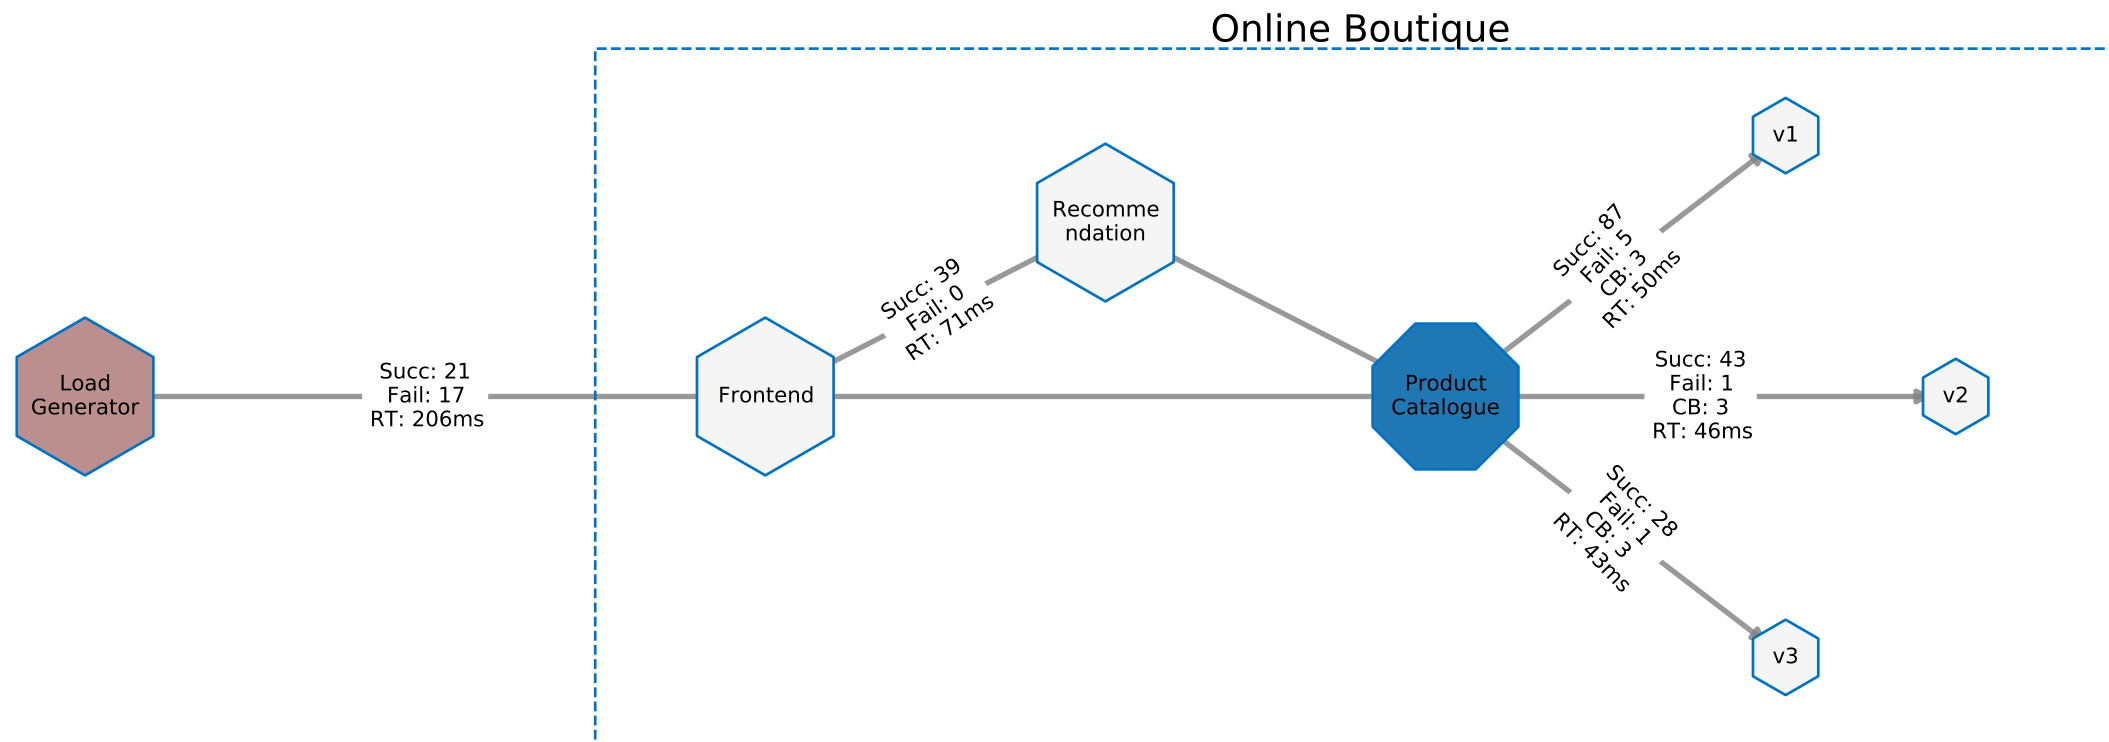 Online Boutique
Load
Generator
Succ: 21
Fail: 17
RT: 206ms
Frontend
Succ: 39
Fail: 0
RT: 71ms
Recomme
ndation
Product
Catalogue
Succ: 87
Fail: 5
CB: 3
RT: 50ms
v1
Succ: 43
Fail: 1
CB: 3
RT: 46ms
v2
Succ: 28
Fail: 1
CB: 3
RT: 43ms
v3